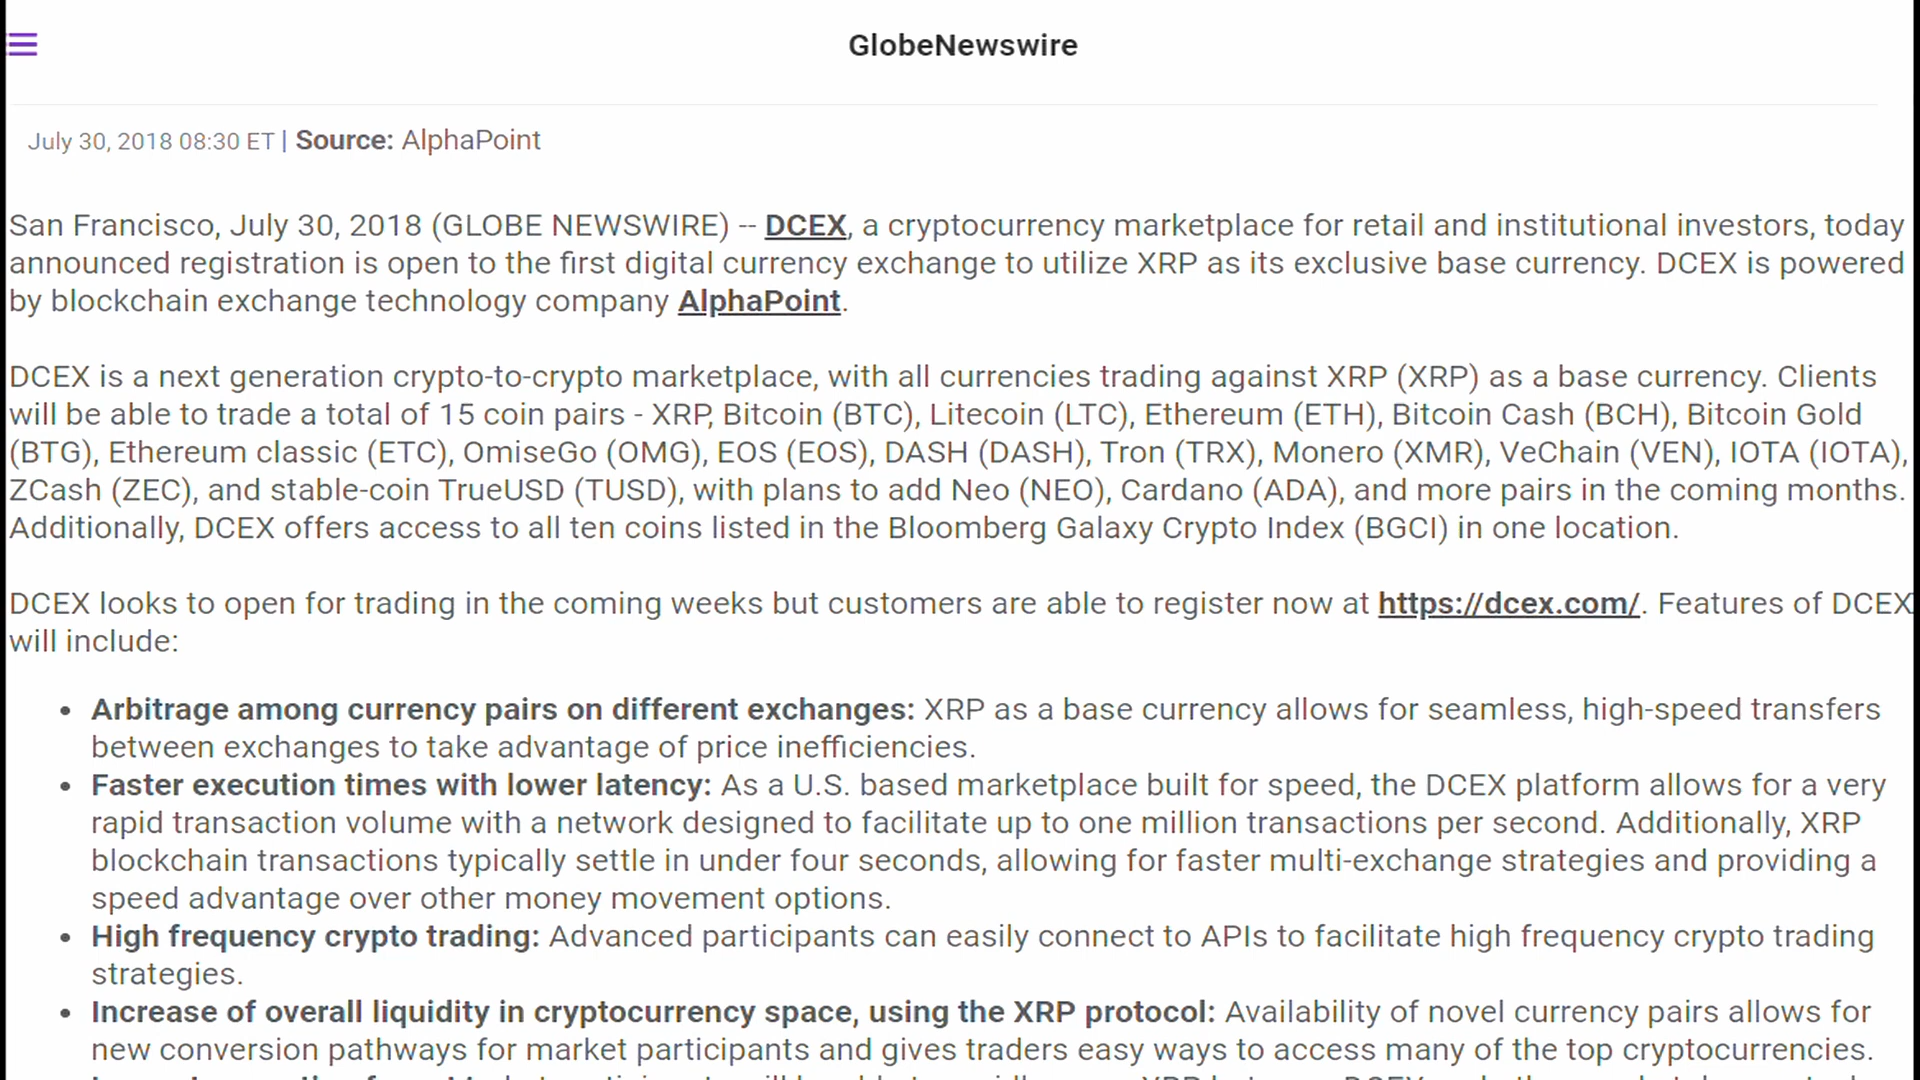 GlobeNewswire
July 30, 2018 08:30 ET | Source: AlphaPoint
San Francisco, July 30, 2018 (GLOBE NEWSWIRE) -- DCEX, a cryptocurrency marketplace for retail and institutional investors, today
announced registration is open to the first digital currency exchange to utilize XRP as its exclusive base currency. DCEX is powered
by blockchain exchange technology company AlphaPoint.
DCEX is a next generation crypto-to-crypto marketplace, with all currencies trading against XRP (XRP) as a base currency. Clients
will be able to trade a total of 15 coin pairs - XRP, Bitcoin (BTC), Litecoin (LTC), Ethereum (ETH), Bitcoin Cash (BCH), Bitcoin Gold
(BTG), Ethereum classic (ETC), OmiseGo (OMG), EOS (EOS), DASH (DASH), Tron (TRX), Monero (XMR), VeChain (VEN), IOTA (IOTA),
ZCash (ZEC), and stable-coin TrueUSD (TUSD), with plans to add Neo (NEO), Cardano (ADA), and more pairs in the coming months.
Additionally, DCEX offers access to all ten coins listed in the Bloomberg Galaxy Crypto Index (BGCI) in one location.
DCEX looks to open for trading in the coming weeks but customers are able to register now at https://dcex.com/. Features of DCEX
will include:
• Arbitrage among currency pairs on different exchanges: XRP as a base currency allows for seamless, high-speed transfers
between exchanges to take advantage of price inefficiencies.
• Faster execution times with lower latency: As a U.S. based marketplace built for speed, the DCEX platform allows for a very
rapid transaction volume with a network designed to facilitate up to one million transactions per second. Additionally, XRP
blockchain transactions typically settle in under four seconds, allowing for faster multi-exchange strategies and providing a
speed advantage over other money movement options.
• High frequency crypto trading: Advanced participants can easily connect to APIs to facilitate high frequency crypto trading
strategies.
• Increase of overall liquidity in cryptocurrency space, using the XRP protocol: Availability of novel currency pairs allows for
new conversion pathways for market participants and gives traders easy ways to access many of the top cryptocurrencies.